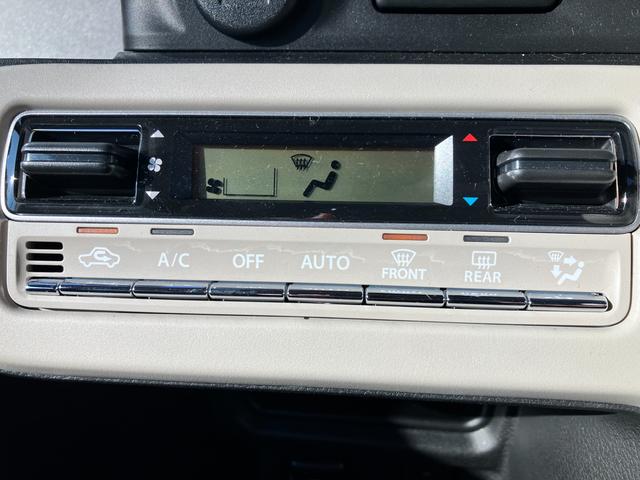 A/C OFF AUTO FRONT REAR